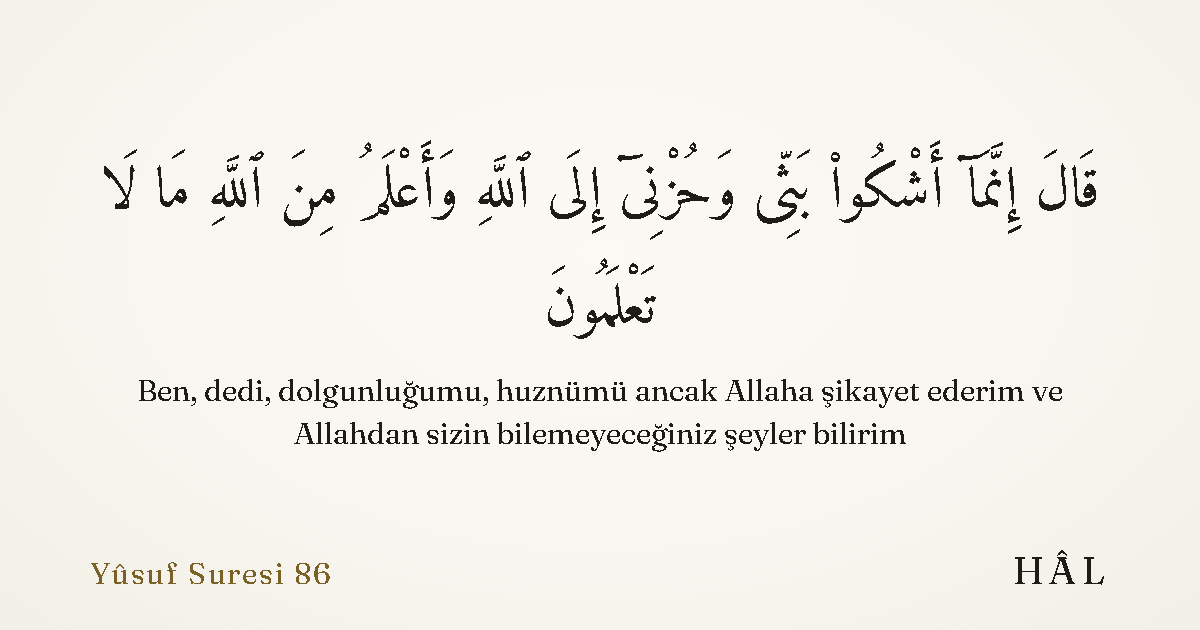 قَالَ إِنَّمَآ أَشْكُوا۟ بَثِّى وَحُزْنِىٓ إِلَى ٱللَّهِ وَأَعْلَمُ مِنَ ٱللَّهِ مَا لَا
تَعْلَمُونَ
Ben, dedi, dolgunluğumu, huznümü ancak Allaha şikayet ederim ve
Allahdan sizin bilemeyeceğiniz şeyler bilirim
Yûsuf Suresi 86
HÂL